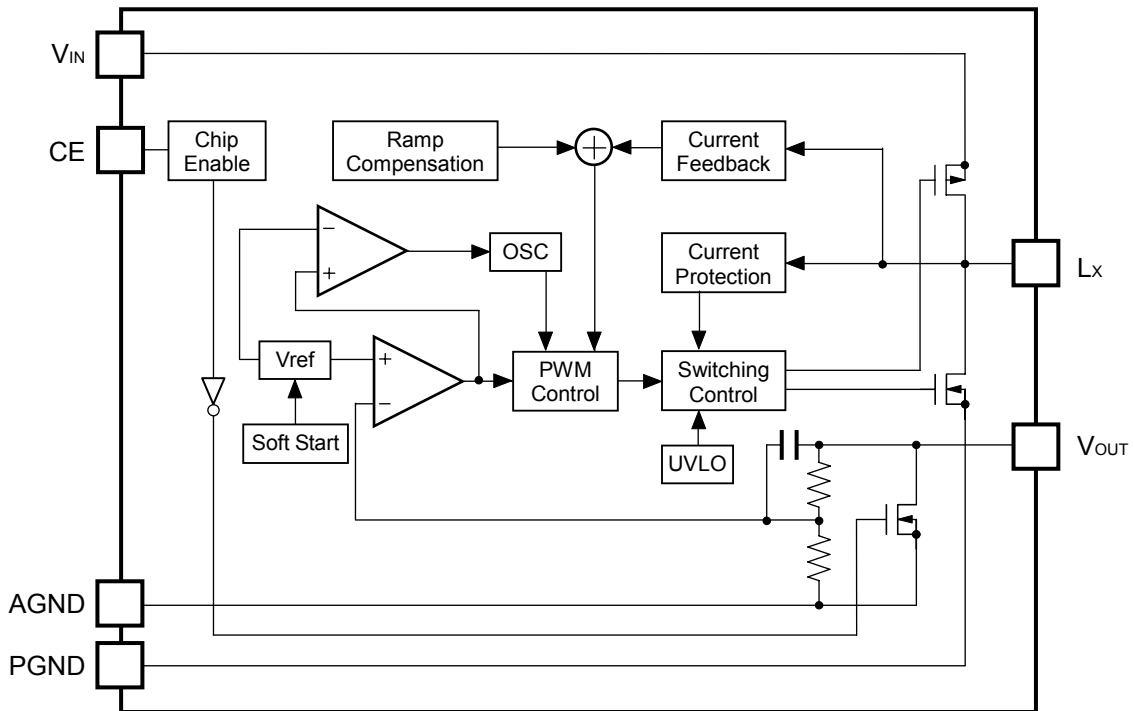 VIN
CE
Chip
Enable
Ramp
Compensation
+
Current
Feedback
−
+
OSC
Current
Protection
LX
Vref
+
−
PWM
Control
Switching
Control
Soft Start
UVLO
VOUT
AGND
PGND